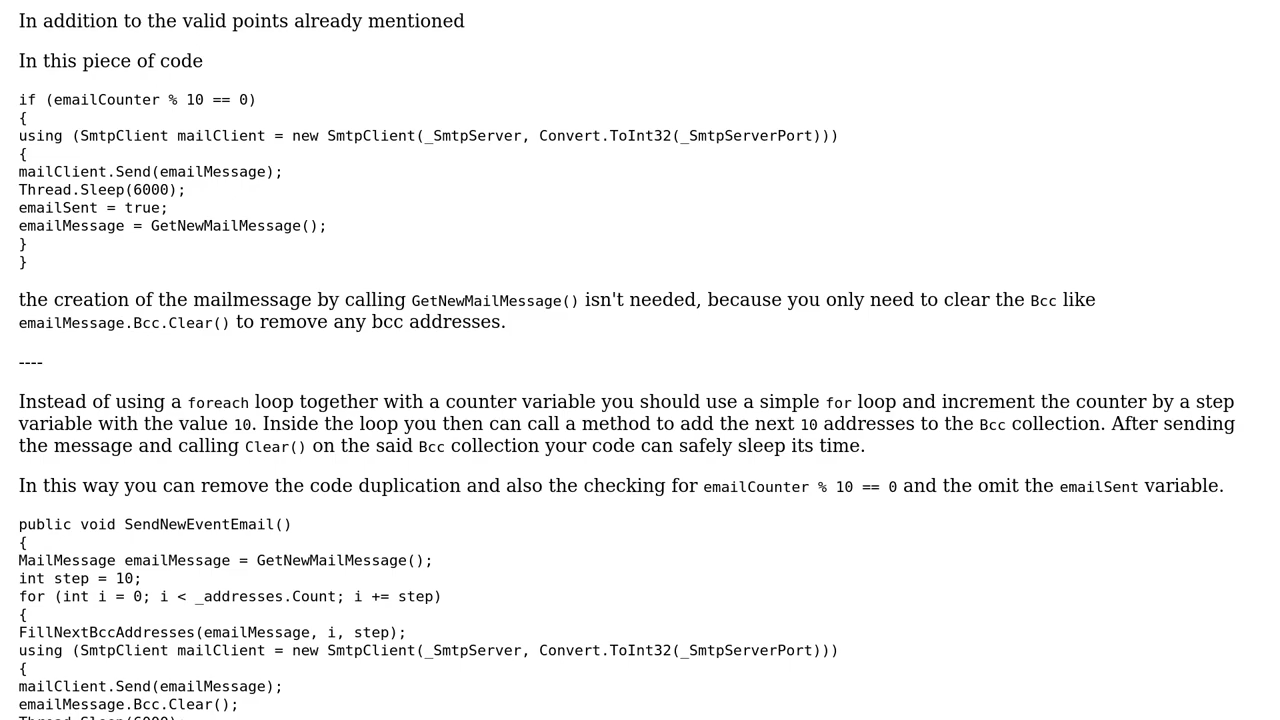 In addition to the valid points already mentioned
In this piece of code
if (emailCounter % 10 == 0)
{
using (SmtpClient mailClient = new SmtpClient(_SmtpServer, Convert.ToInt32(_SmtpServerPort)))
{
mailClient.Send(emailMessage);
Thread.Sleep(6000);
emailSent = true;
emailMessage = GetNewMailMessage();
}
}
the creation of the mailmessage by calling GetNewMailMessage() isn't needed, because you only need to clear the Bcc like
emailMessage.Bcc.Clear() to remove any bcc addresses.
----
Instead of using a foreach loop together with a counter variable you should use a simple for loop and increment the counter by a step
variable with the value 10. Inside the loop you then can call a method to add the next 10 addresses to the Bcc collection. After sending
the message and calling Clear() on the said Bcc collection your code can safely sleep its time.
In this way you can remove the code duplication and also the checking for emailCounter % 10 == 0 and the omit the emailSent variable.
public void SendNewEventEmail()
{
MailMessage emailMessage = GetNewMailMessage();
int step = 10;
for (int i = 0; i < _addresses.Count; i += step)
{
FillNextBccAddresses(emailMessage, i, step);
using (SmtpClient mailClient = new SmtpClient(_SmtpServer, Convert.ToInt32(_SmtpServerPort)))
{
mailClient.Send(emailMessage);
emailMessage.Bcc.Clear();
Thread.Sleep(6000);